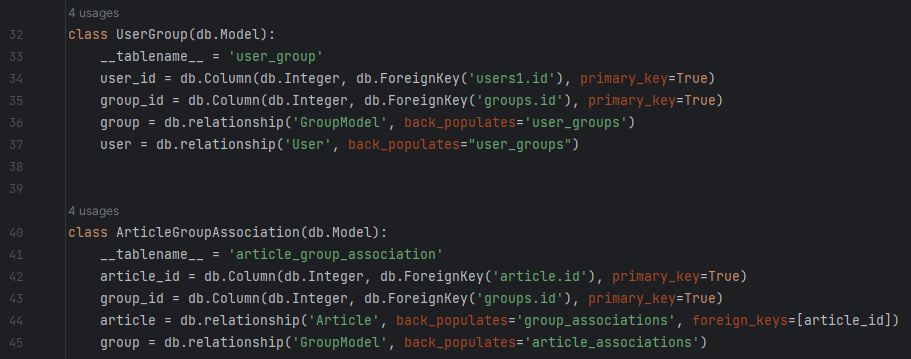 4 usages
32 class UserGroup(db.Model):
33     __tablename__ = 'user_group'
34     user_id = db.Column(db.Integer, db.ForeignKey('users1.id'), primary_key=True)
35     group_id = db.Column(db.Integer, db.ForeignKey('groups.id'), primary_key=True)
36     group = db.relationship('GroupModel', back_populates='user_groups')
37     user = db.relationship('User', back_populates="user_groups")
38
39
4 usages
40 class ArticleGroupAssociation(db.Model):
41     __tablename__ = 'article_group_association'
42     article_id = db.Column(db.Integer, db.ForeignKey('article.id'), primary_key=True)
43     group_id = db.Column(db.Integer, db.ForeignKey('groups.id'), primary_key=True)
44     article = db.relationship('Article', back_populates='group_associations', foreign_keys=[article_id])
45     group = db.relationship('GroupModel', back_populates='article_associations')